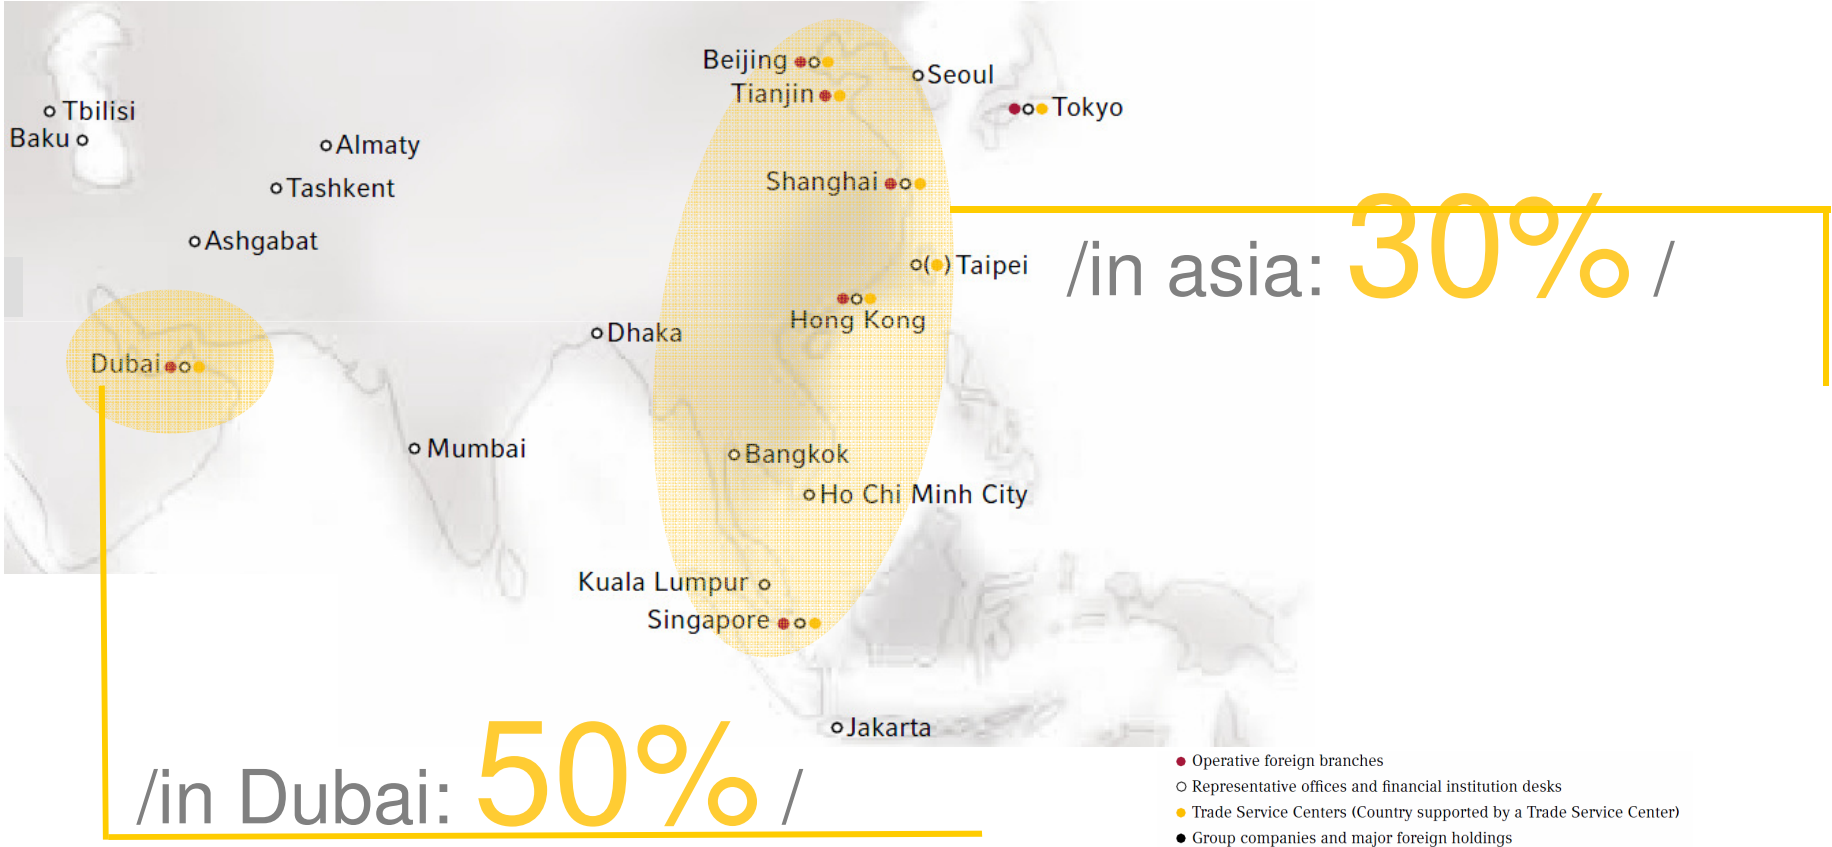 Beijing
Seoul
Tianjin
Tokyo
Tbilisi
Baku
Almaty
Tashkent
Shanghai
Ashgabat
() Taipei
/in asia: 30% /
Hong Kong
Dhaka
Dubai
Mumbai
Bangkok
Ho Chi Minh City
Kuala Lumpur
Singapore
Jakarta
/in Dubai: 50% /
Operative foreign branches
Representative offices and financial institution desks
Trade Service Centers (Country supported by a Trade Service Center)
Group companies and major foreign holdings